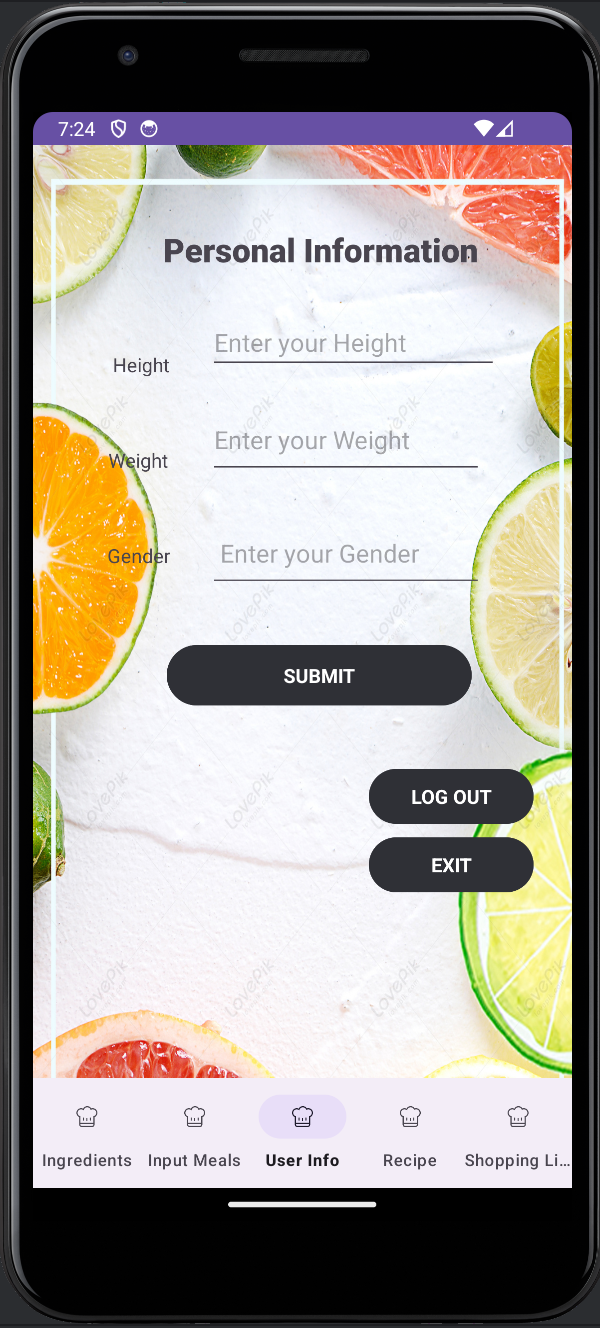 7:24
Personal Information
Height
Enter your Height
Weight
Enter your Weight
Gender
Enter your Gender
SUBMIT
LOG OUT
EXIT
Ingredients
Input Meals
User Info
Recipe
Shopping Li...
LovePik